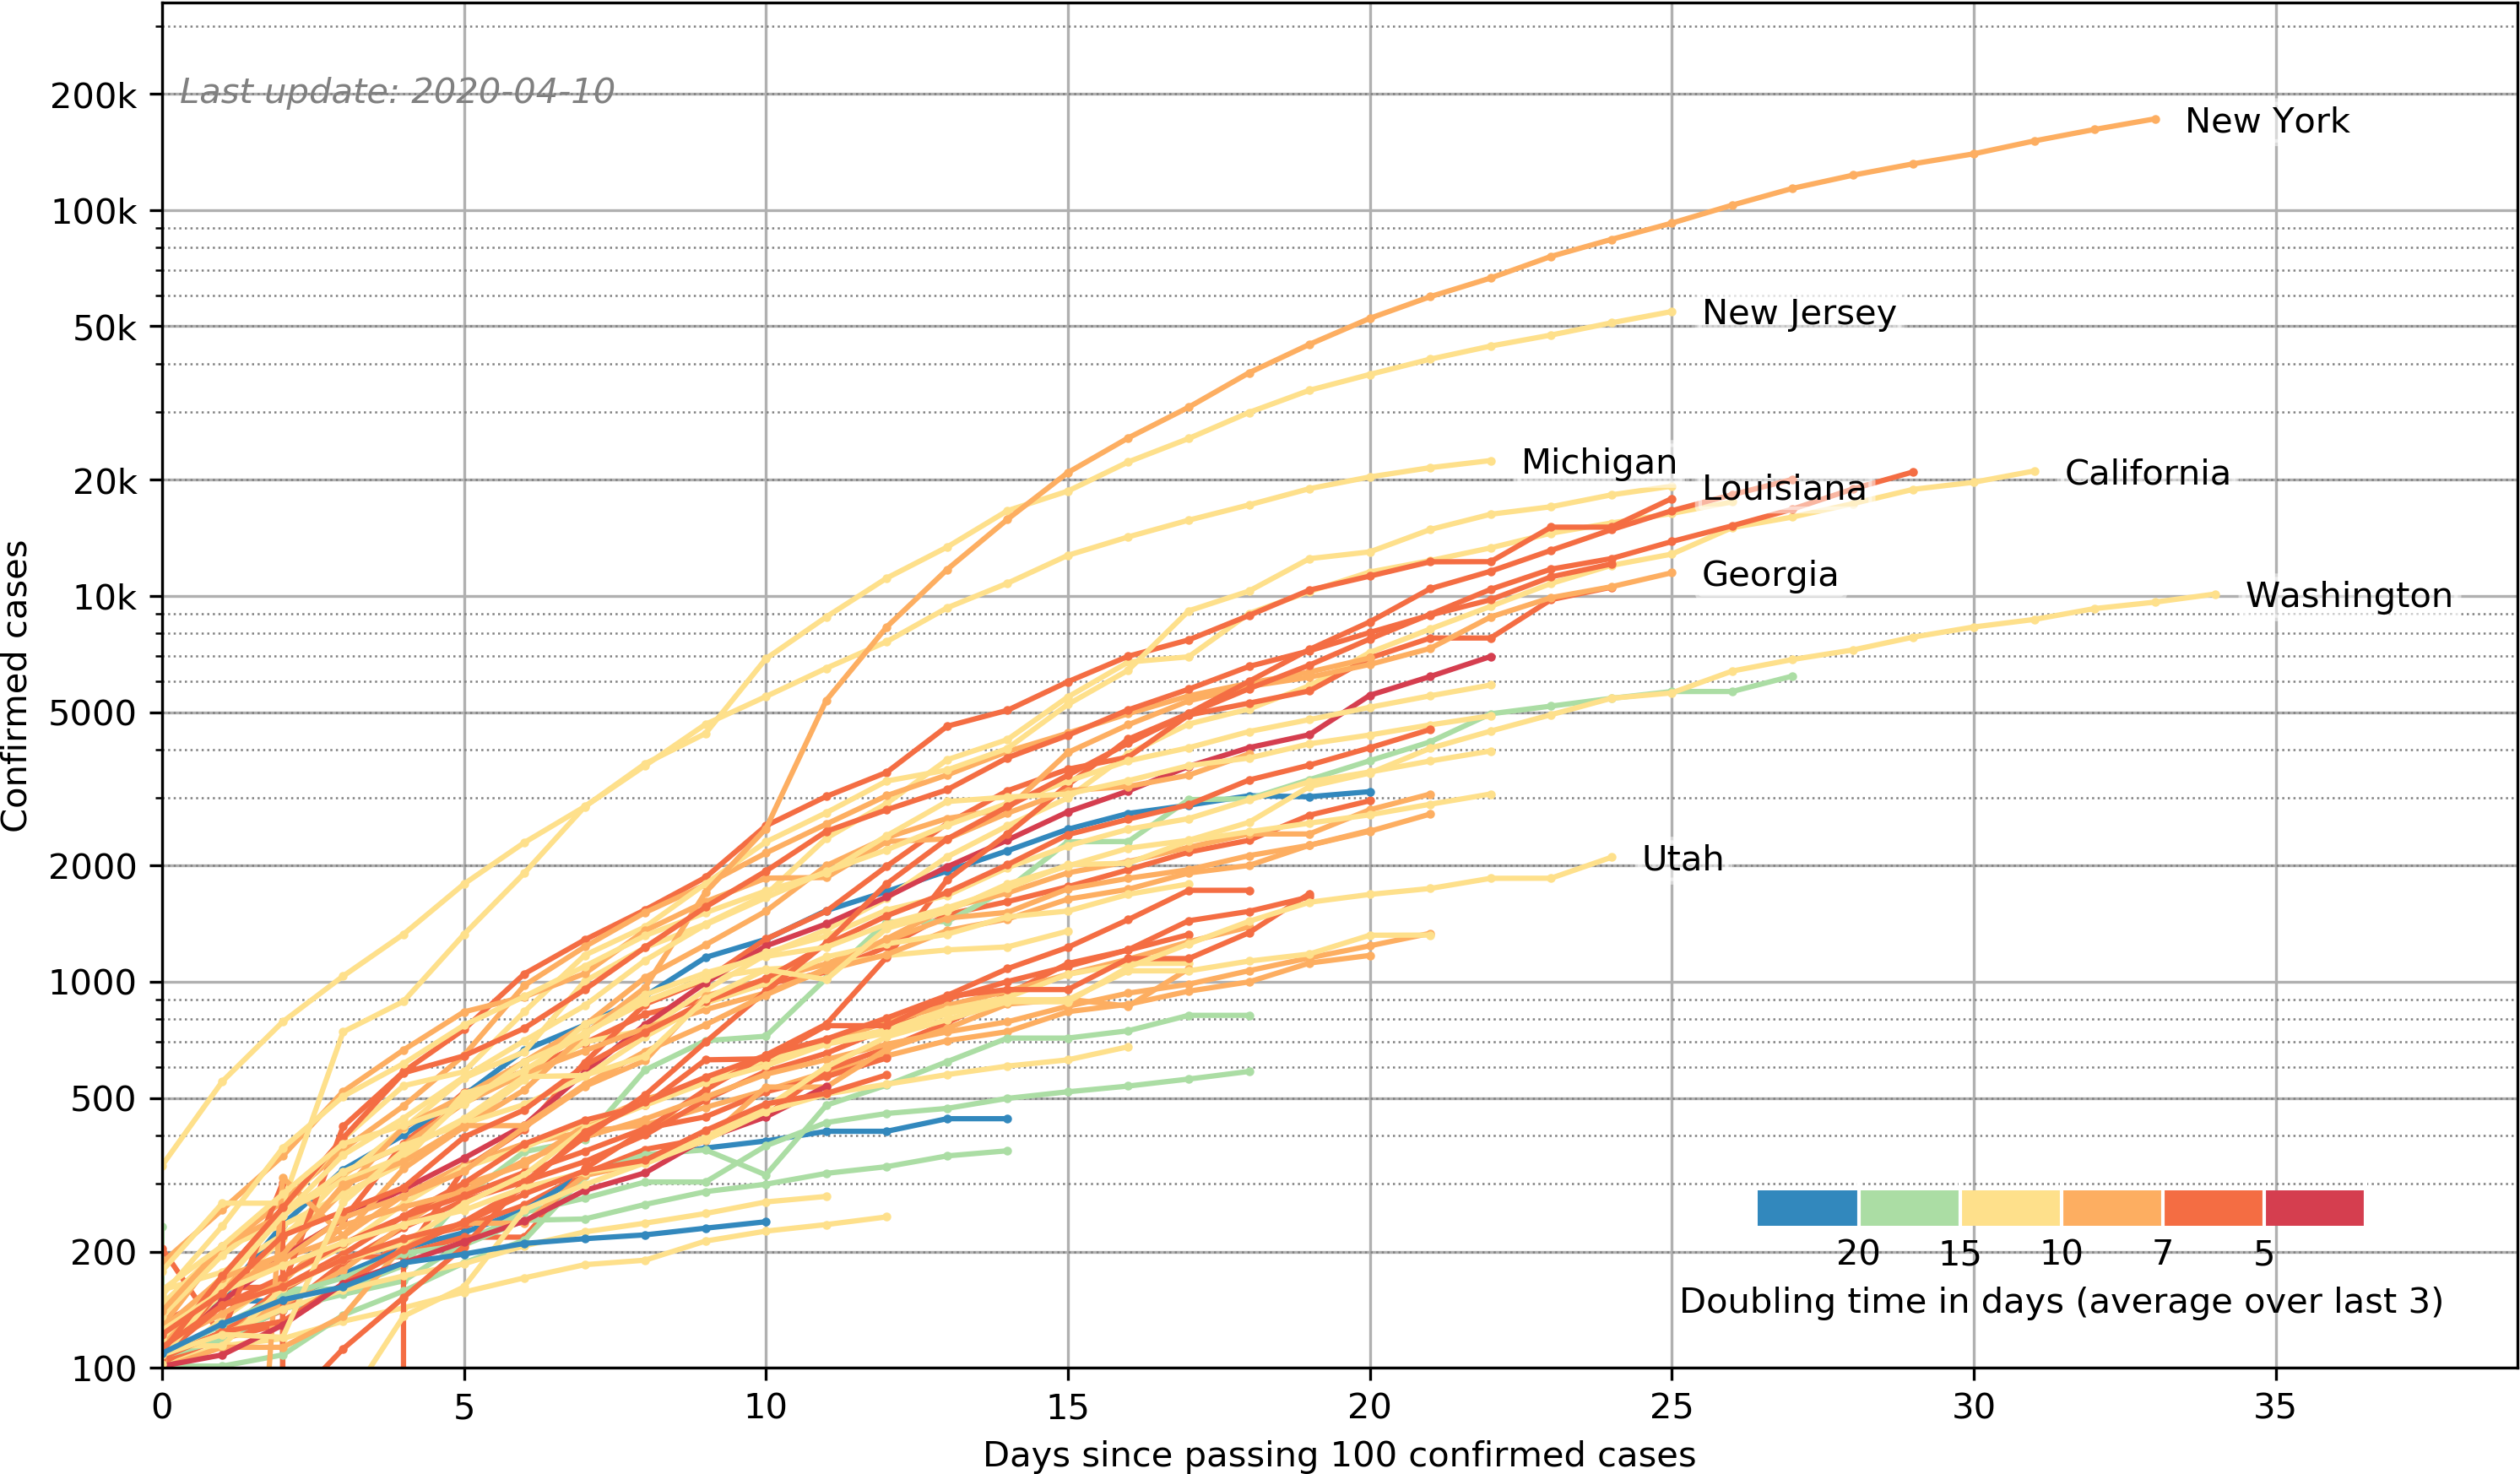 Last update: 2020-04-10
200k
100k
50k
20k
10k
5000
2000
1000
500
200
100
Confirmed cases
New York
New Jersey
Michigan
Louisiana
California
Georgia
Washington
Utah
20 15 10 7 5
Doubling time in days (average over last 3)
0 5 10 15 20 25 30 35
Days since passing 100 confirmed cases